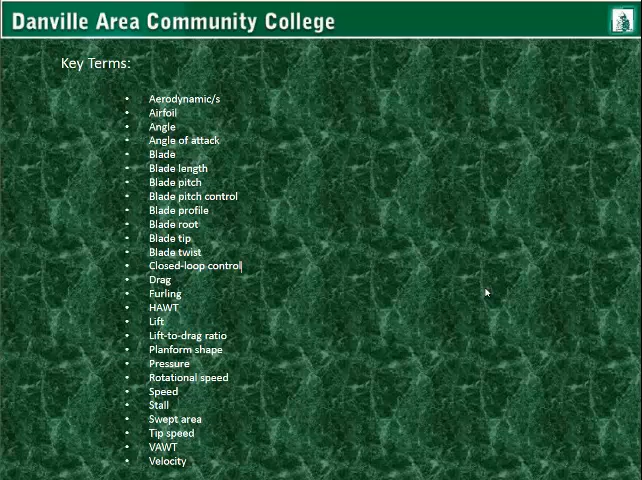 Danville Area Community College
Key Terms:
• Aerodynamic/s
• Airfoil
• Angle
• Angle of attack
• Blade
• Blade length
• Blade pitch
• Blade pitch control
• Blade profile
• Blade root
• Blade tip
• Blade twist
• Closed-loop control
• Drag
• Furling
• HAWT
• Lift
• Lift-to-drag ratio
• Planform shape
• Pressure
• Rotational speed
• Speed
• Stall
• Swept area
• Tip speed
• VAWT
• Velocity